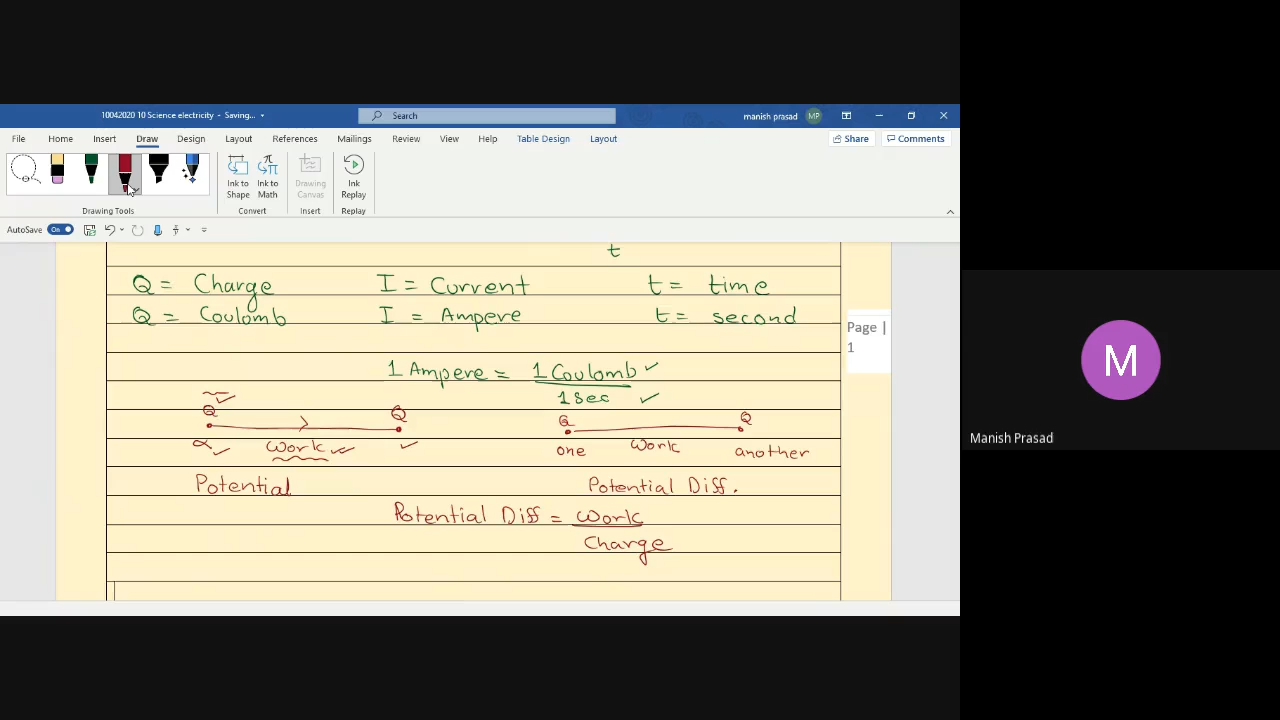 10042020 10 Science electricity - Saving...
Search
manish prasad MP
File Home Insert Draw Design Layout References Mailings Review View Help Table Design Layout Share Comments
Ink to Shape Ink to Math Drawing Canvas Ink Replay
Drawing Tools Convert Insert Replay
AutoSave On
t
Q = Charge I = Current t = time
Q = Coulomb I = Ampere t = second
Page | 1
1 Ampere = 1 Coulomb ✓
1 Sec ✓
Q Q Q Q
∝ Work one Work another
Potential Potential Diff.
Potential Diff = Work
Charge
M
Manish Prasad